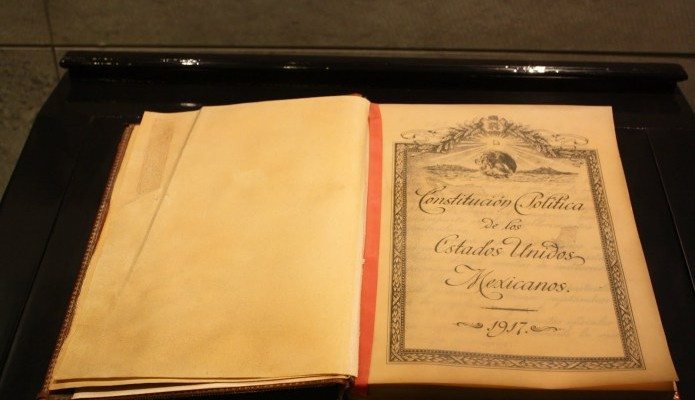 Constitución Política
de los
Estados Unidos
Mexicanos.
1917.